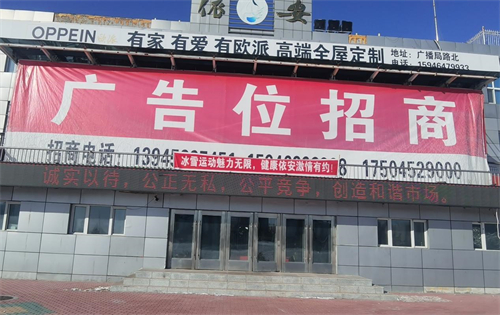 依 安
OPPEIN 有家 有爱 有欧派 高端全屋定制 地址:广播局路北
电话:15946479933
广告位招商
招商电话: 17504529000
冰雪运动魅力无限,健康依安激情有约!
诚实以待,公正无私,公平竞争,创造和谐市场。